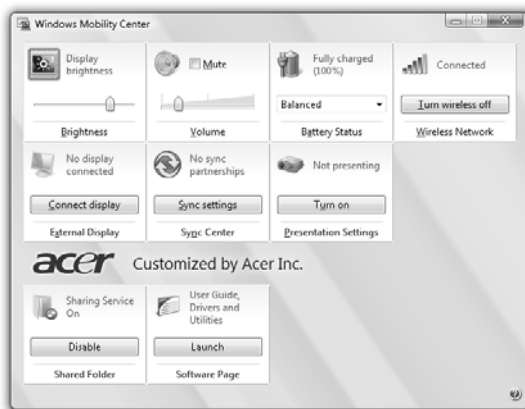 Windows Mobility Center
Display
brightness
Brightness
Mute
Volume
Fully charged
(100%)
Balanced
Battery Status
Connected
Turn wireless off
Wireless Network
No display
connected
Connect display
External Display
No sync
partnerships
Sync settings
Sync Center
Not presenting
Turn on
Presentation Settings
acer Customized by Acer Inc.
Sharing Service
On
Disable
Shared Folder
User Guide,
Drivers and
Utilities
Launch
Software Page